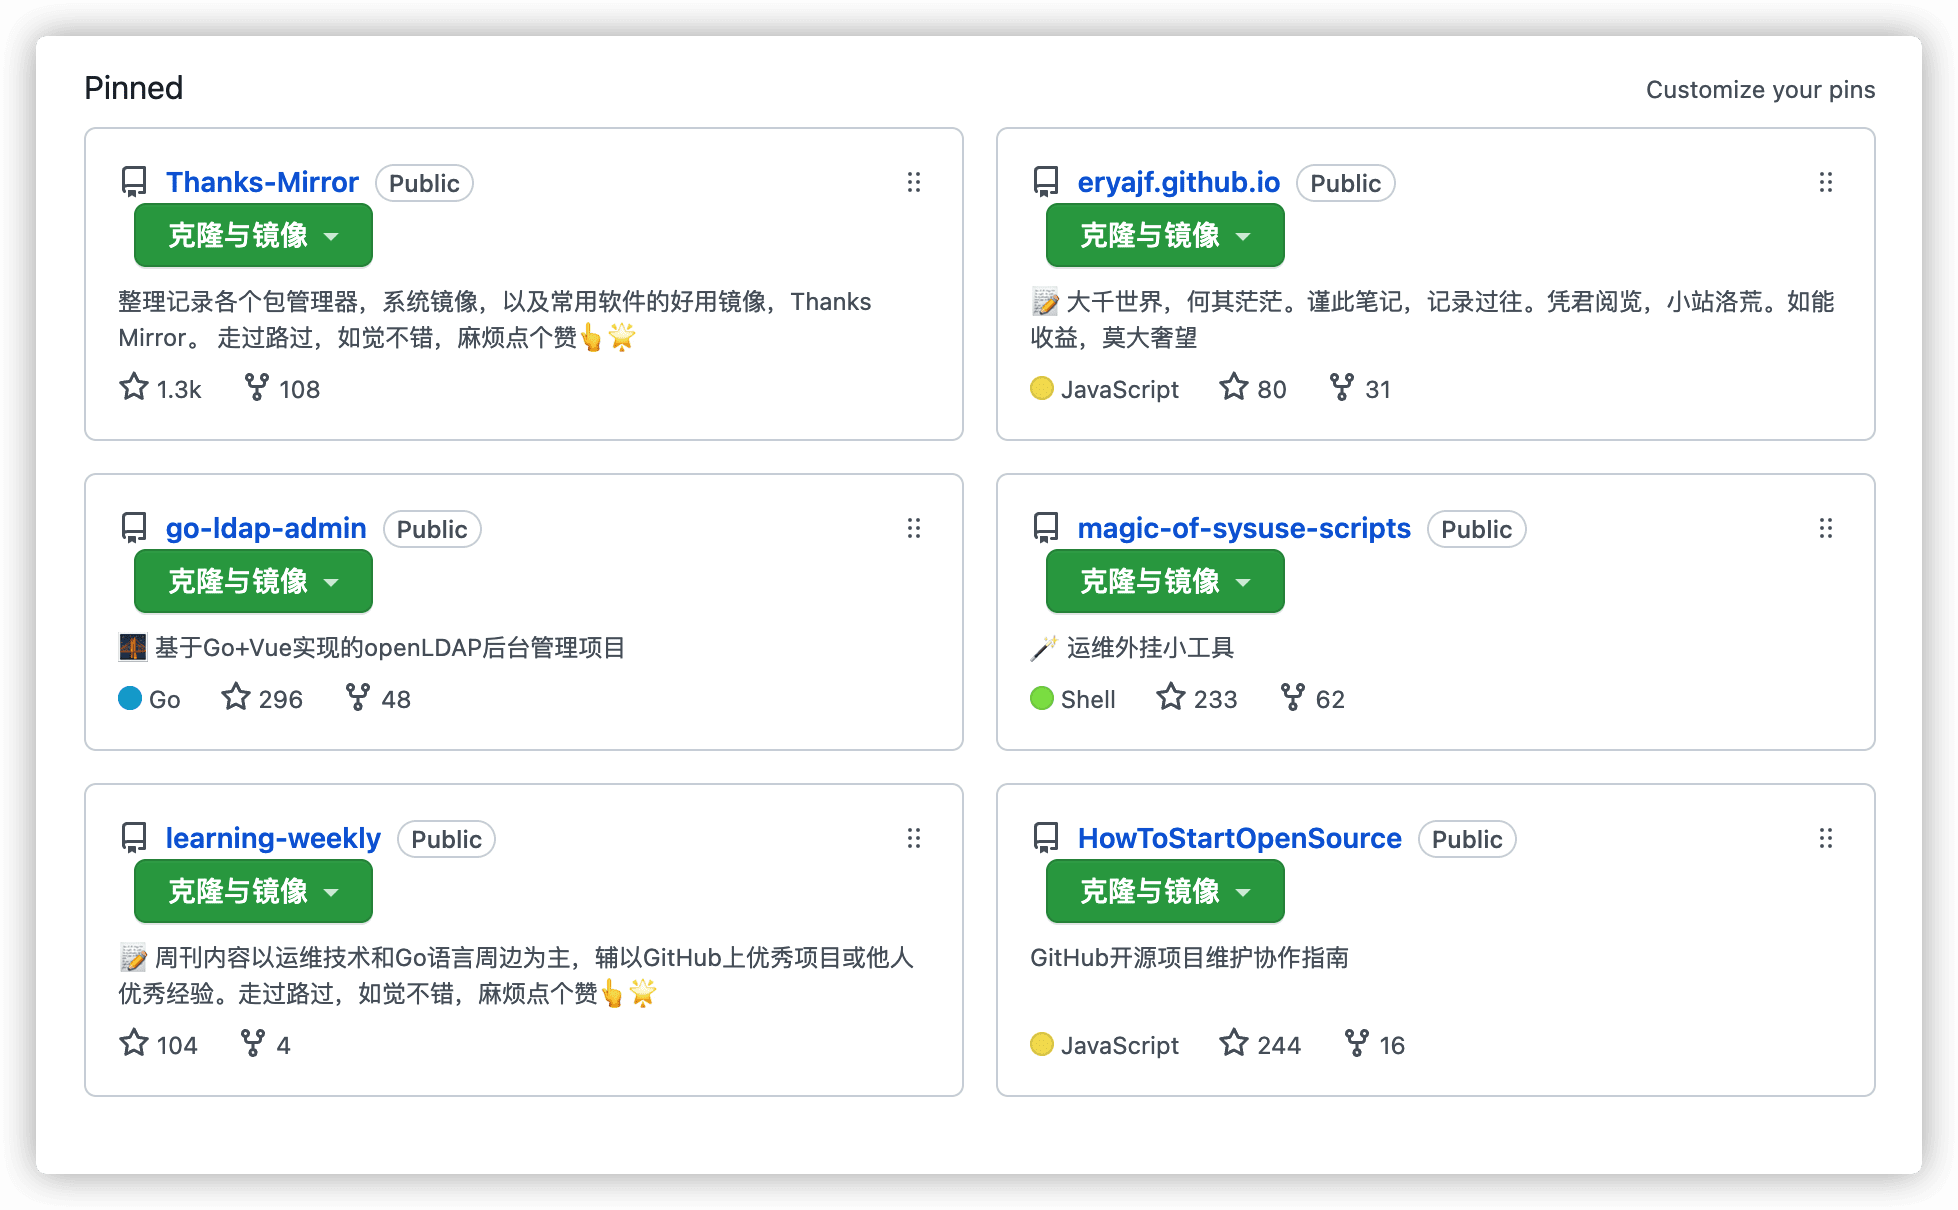 Pinned
Customize your pins
Thanks-Mirror Public
克隆与镜像
整理记录各个包管理器，系统镜像，以及常用软件的好用镜像，Thanks
Mirror。 走过路过，如觉不错，麻烦点个赞👆🌟
1.3k 108
eryajf.github.io Public
克隆与镜像
📝 大千世界，何其茫茫。谨此笔记，记录过往。凭君阅览，小站洛荒。如能
收益，莫大奢望
JavaScript 80 31
go-ldap-admin Public
克隆与镜像
🌉 基于Go+Vue实现的openLDAP后台管理项目
Go 296 48
magic-of-sysuse-scripts Public
克隆与镜像
🪄 运维外挂小工具
Shell 233 62
learning-weekly Public
克隆与镜像
📝 周刊内容以运维技术和Go语言周边为主，辅以GitHub上优秀项目或他人
优秀经验。走过路过，如觉不错，麻烦点个赞👆🌟
104 4
HowToStartOpenSource Public
克隆与镜像
GitHub开源项目维护协作指南
JavaScript 244 16